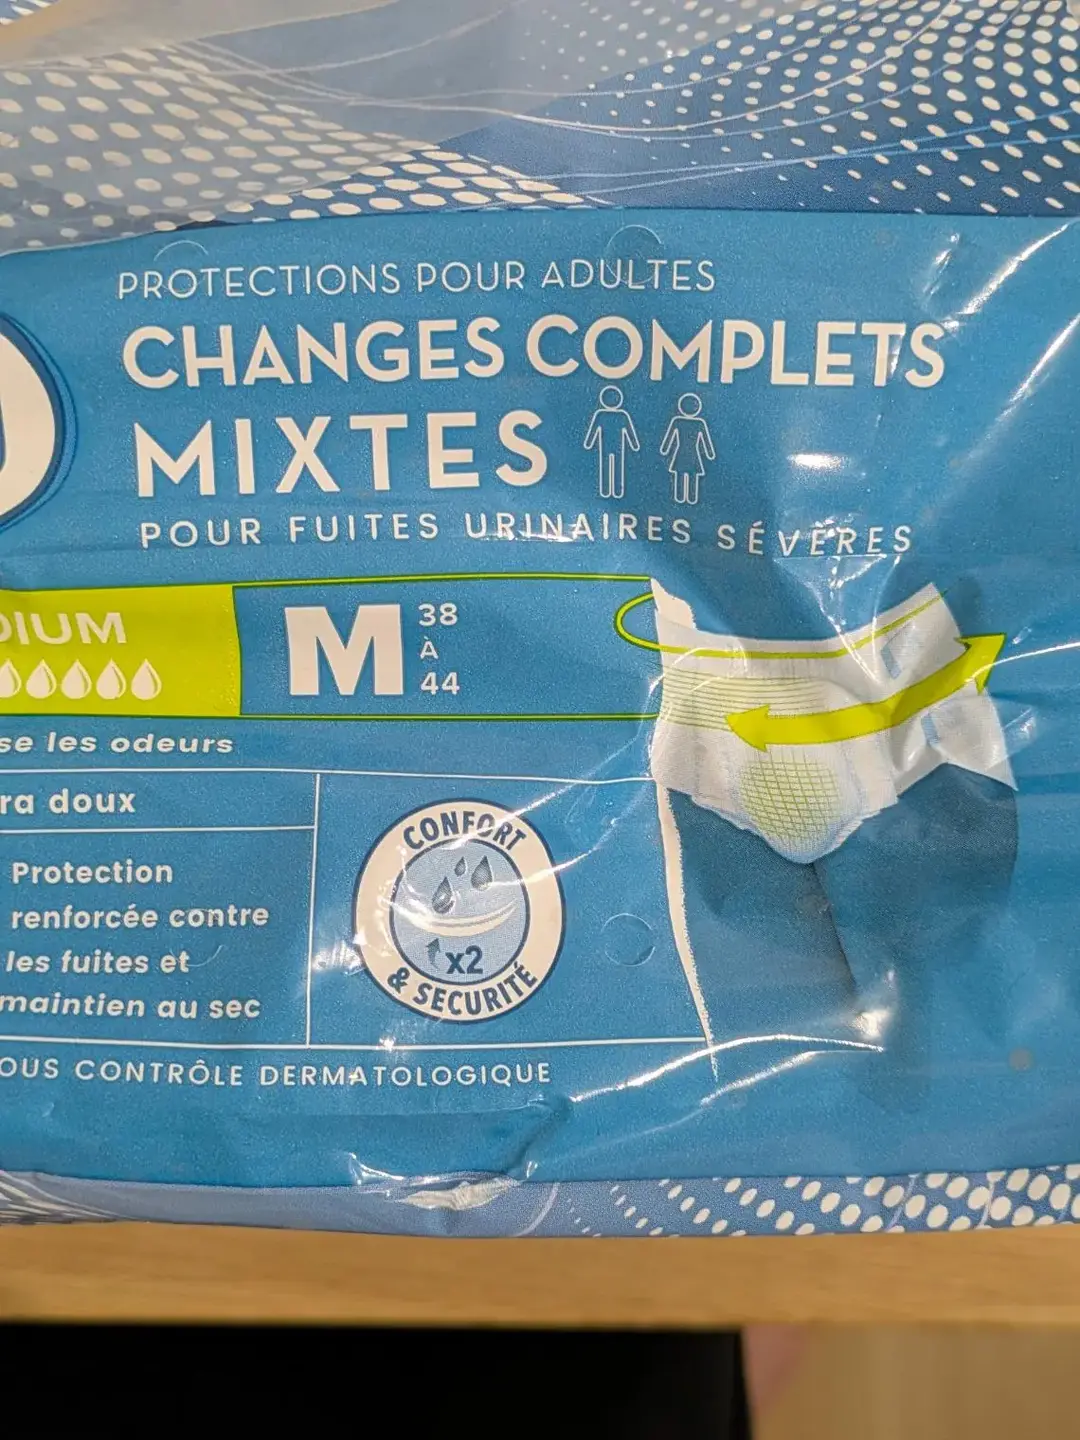 PROTECTIONS POUR ADULTES
CHANGES COMPLETS
MIXTES
POUR FUITES URINAIRES SÉVÈRES
M
38
À
44
les odeurs
doux
Protection
renforcée contre
les fuites et
maintien au sec
CONFORT
x2
& SECURITÉ
CONTRÔLE DERMATOLOGIQUE